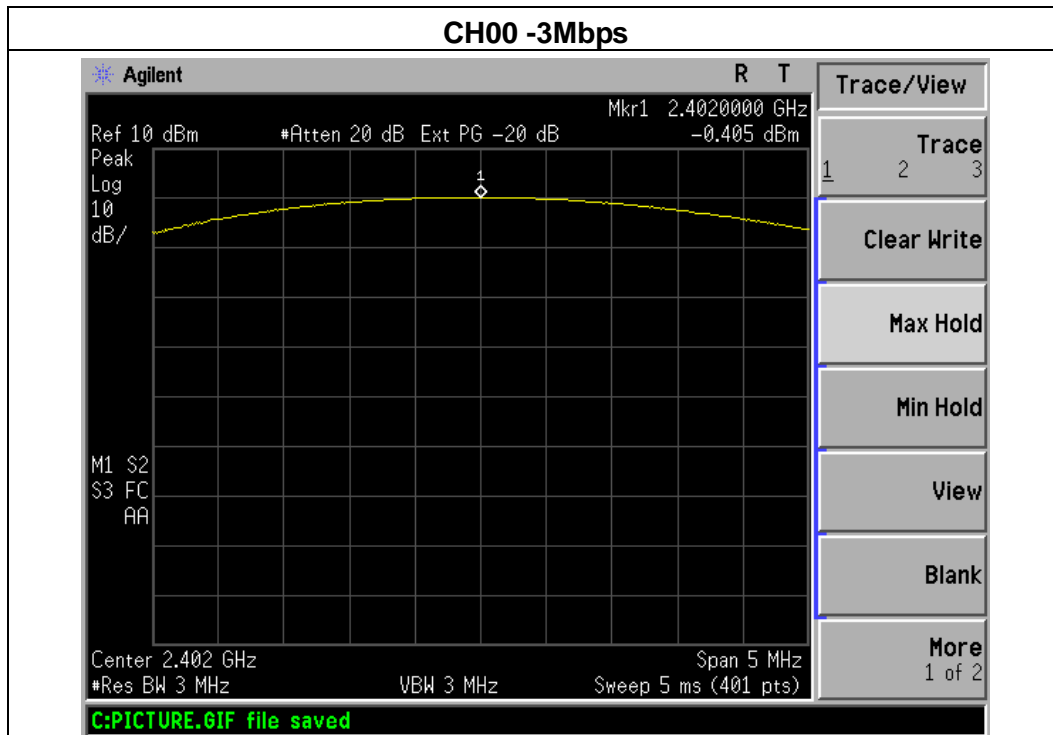 CH00 -3Mbps
Agilent R T
Mkr1 2.4020000 GHz
Ref 10 dBm #Atten 20 dB Ext PG -20 dB -0.405 dBm
Peak
Log
10
dB/
1
M1 S2
S3 FC
AA
Center 2.402 GHz Span 5 MHz
#Res BW 3 MHz VBW 3 MHz Sweep 5 ms (401 pts)
C:PICTURE.GIF file saved
Trace/View
Trace
1 2 3
Clear Write
Max Hold
Min Hold
View
Blank
More
1 of 2